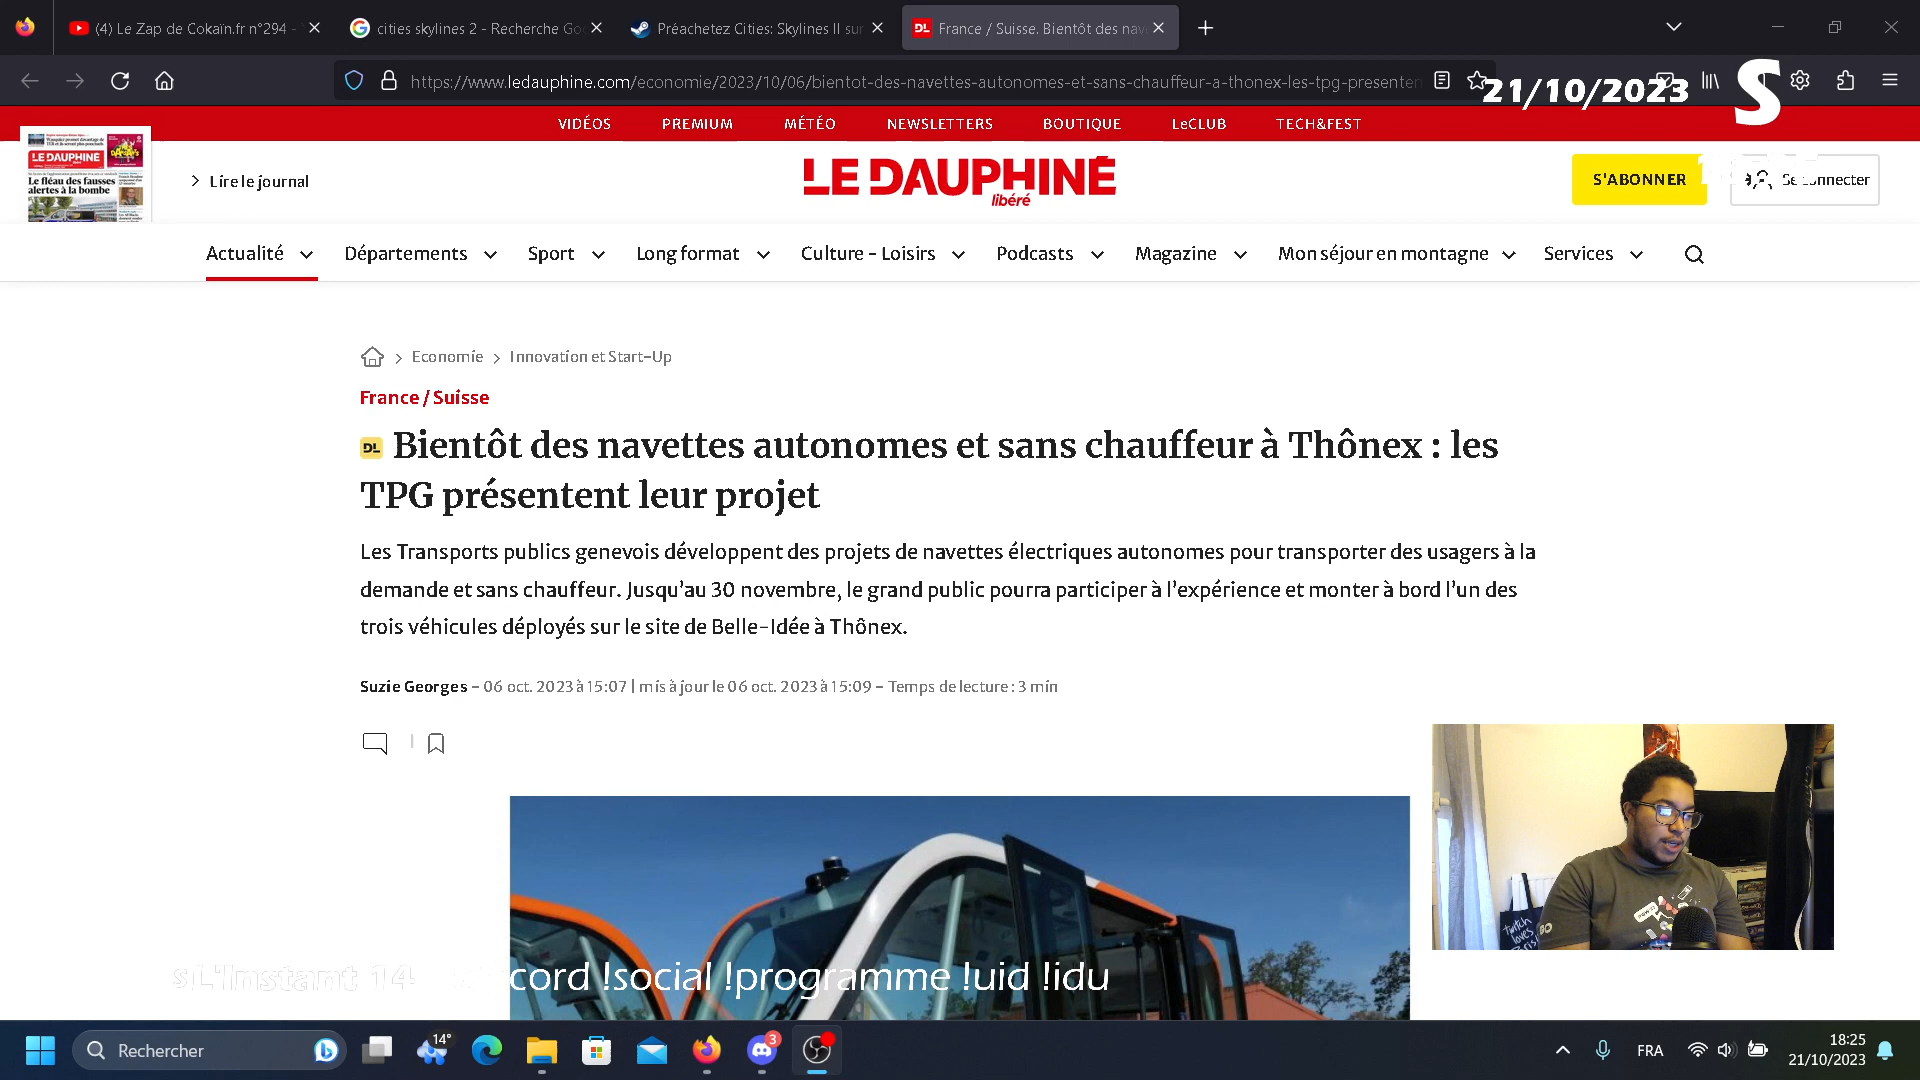 (4) Le Zap de Cokaïn.fr n°294 -
cities skylines 2 - Recherche Go
Préachetez Cities: Skylines II sur
DL France / Suisse. Bientôt des nav
https://www.ledauphine.com/economie/2023/10/06/bientot-des-navettes-autonomes-et-sans-chauffeur-a-thonex-les-tpg-presenten
21/10/2023
S
VIDÉOS PREMIUM MÉTÉO NEWSLETTERS BOUTIQUE LeCLUB TECH&FEST
LE DAUPHINÉ
Le fléau des fausses
alertes à la bombe
Lire le journal
LE DAUPHINÉ
libéré
S'ABONNER
Se connecter
Actualité Départements Sport Long format Culture - Loisirs Podcasts Magazine Mon séjour en montagne Services
Economie > Innovation et Start-Up
France / Suisse
DL Bientôt des navettes autonomes et sans chauffeur à Thônex : les
TPG présentent leur projet
Les Transports publics genevois développent des projets de navettes électriques autonomes pour transporter des usagers à la
demande et sans chauffeur. Jusqu’au 30 novembre, le grand public pourra participer à l’expérience et monter à bord l’un des
trois véhicules déployés sur le site de Belle-Idée à Thônex.
Suzie Georges - 06 oct. 2023 à 15:07 | mis à jour le 06 oct. 2023 à 15:09 - Temps de lecture : 3 min
twitch
loves
s L'Instant 14
cord !social !programme !uid !idu
Rechercher
14°
3
FRA
18:25
21/10/2023